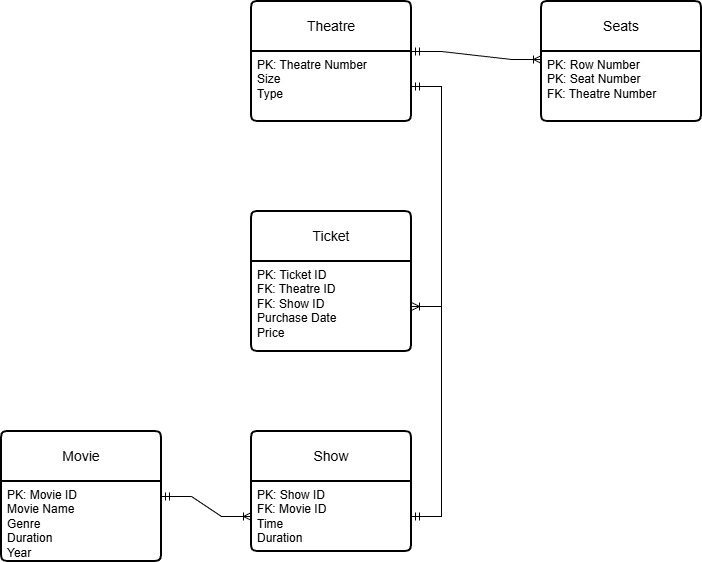 Theatre
PK: Theatre Number
Size
Type
Seats
PK: Row Number
PK: Seat Number
FK: Theatre Number
Ticket
PK: Ticket ID
FK: Theatre ID
FK: Show ID
Purchase Date
Price
Movie
PK: Movie ID
Movie Name
Genre
Duration
Year
Show
PK: Show ID
FK: Movie ID
Time
Duration